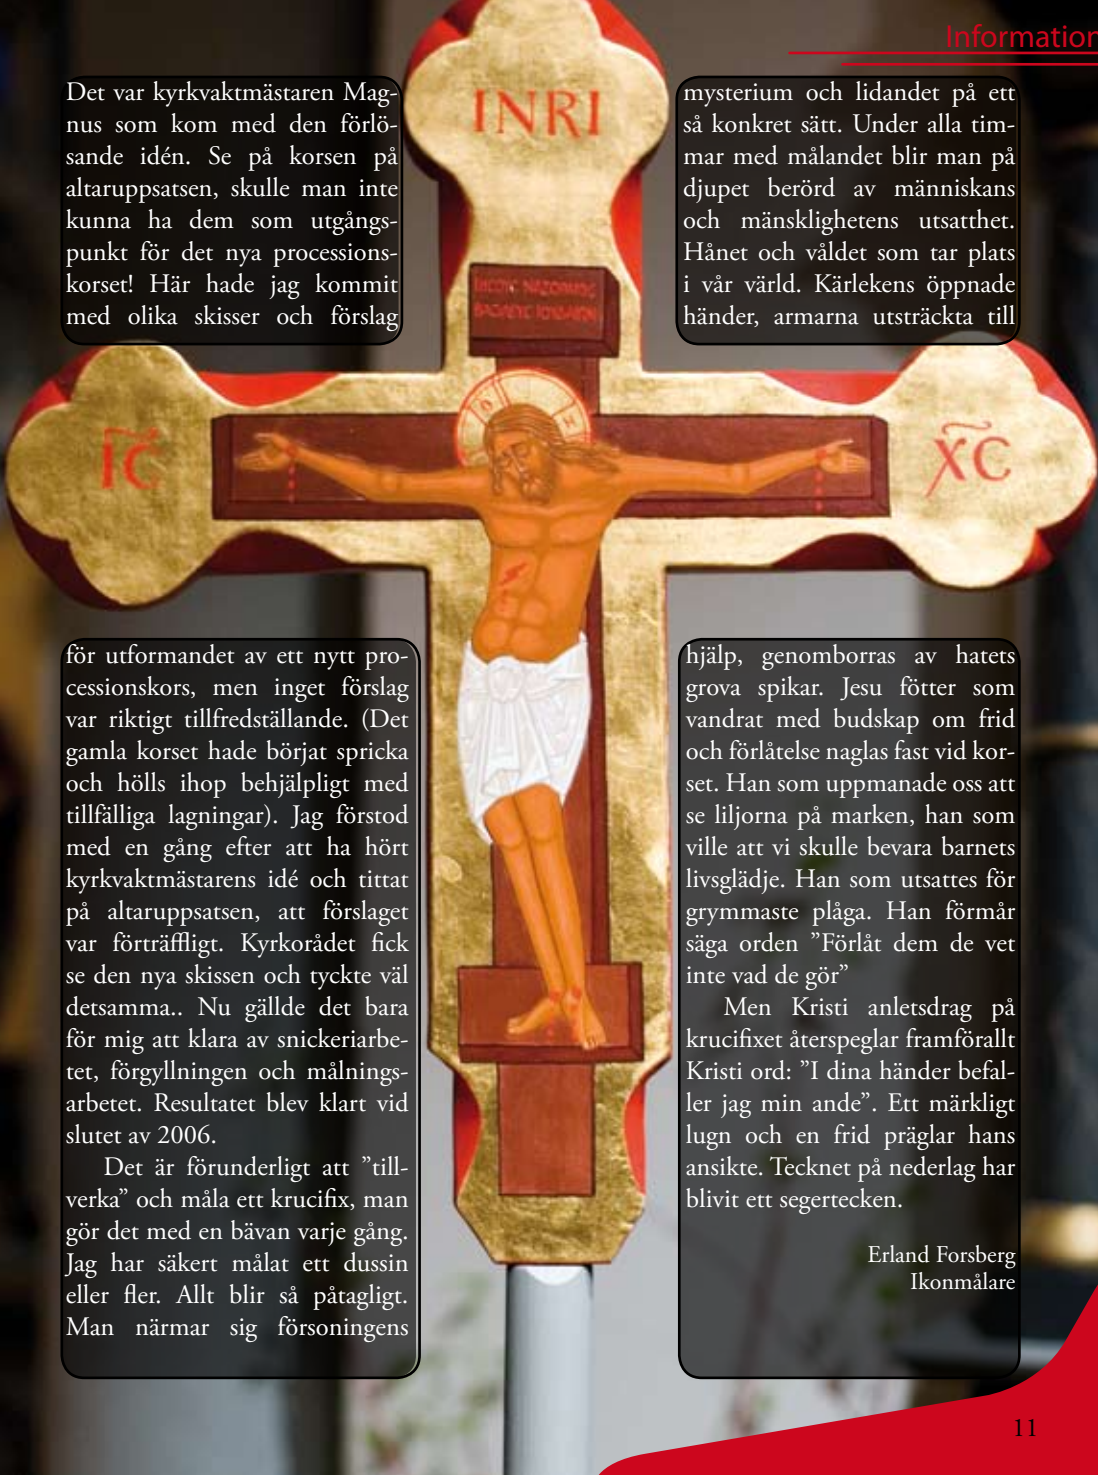 Information
Det var kyrkvaktmästaren Mag-
nus som kom med den förlö-
sande idén. Se på korsen på
altaruppsatsen, skulle man inte
kunna ha dem som utgångs-
punkt för det nya processions-
korset! Här hade jag kommit
med olika skisser och förslag
för utformandet av ett nytt pro-
cessionskors, men inget förslag
var riktigt tillfredställande. (Det
gamla korset hade börjat spricka
och hölls ihop behjälpligt med
tillfälliga lagningar). Jag förstod
med en gång efter att ha hört
kyrkvaktmästarens idé och tittat
på altaruppsatsen, att förslaget
var förträffligt. Kyrkorådet fick
se den nya skissen och tyckte väl
detsamma.. Nu gällde det bara
för mig att klara av snickeriarbe-
tet, förgyllningen och målnings-
arbetet. Resultatet blev klart vid
slutet av 2006.
Det är förunderligt att ”till-
verka” och måla ett krucifix, man
gör det med en bävan varje gång.
Jag har säkert målat ett dussin
eller fler. Allt blir så påtagligt.
Man närmar sig försoningens
mysterium och lidandet på ett
så konkret sätt. Under alla tim-
mar med målandet blir man på
djupet berörd av människans
och mänsklighetens utsatthet.
Hånet och våldet som tar plats
i vår värld. Kärlekens öppnade
händer, armarna utsträckta till
hjälp, genomborras av hatets
grova spikar. Jesu fötter som
vandrat med budskap om frid
och förlåtelse naglas fast vid kor-
set. Han som uppmanade oss att
se liljorna på marken, han som
ville att vi skulle bevara barnets
livsglädje. Han som utsattes för
grymmaste plåga. Han förmår
säga orden ”Förlåt dem de vet
inte vad de gör”
Men Kristi anletsdrag på
krucifixet återspeglar framförallt
Kristi ord: ”I dina händer befal-
ler jag min ande”. Ett märkligt
lugn och en frid präglar hans
ansikte. Tecknet på nederlag har
blivit ett segertecken.
Erland Forsberg
Ikonmålare
INRI
IC
XC
11